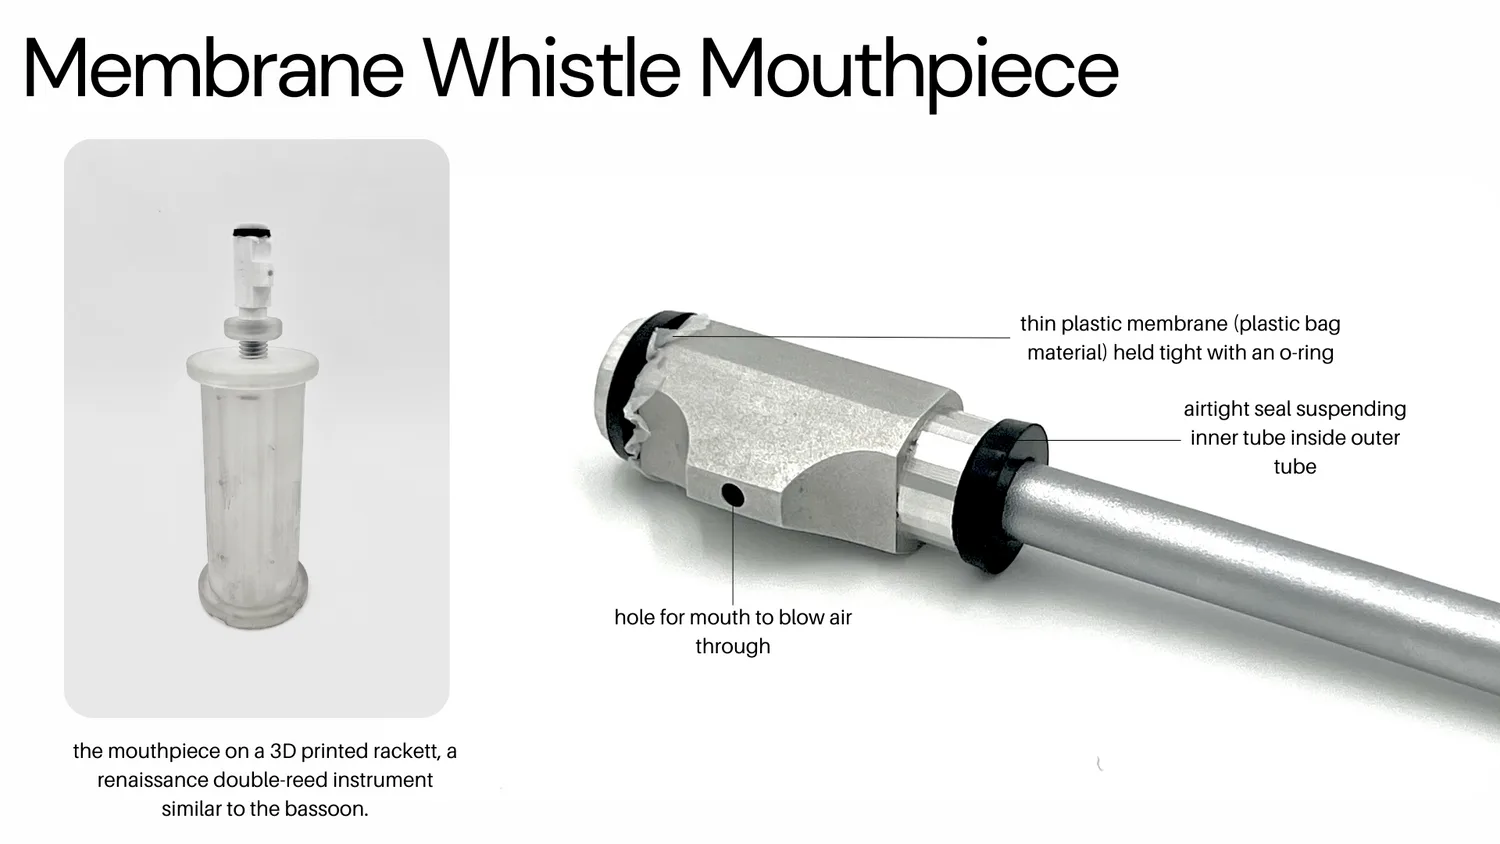 Membrane Whistle Mouthpiece
thin plastic membrane (plastic bag
material) held tight with an o-ring
airtight seal suspending
inner tube inside outer
tube
hole for mouth to blow air
through
the mouthpiece on a 3D printed rackett, a
renaissance double-reed instrument
similar to the bassoon.